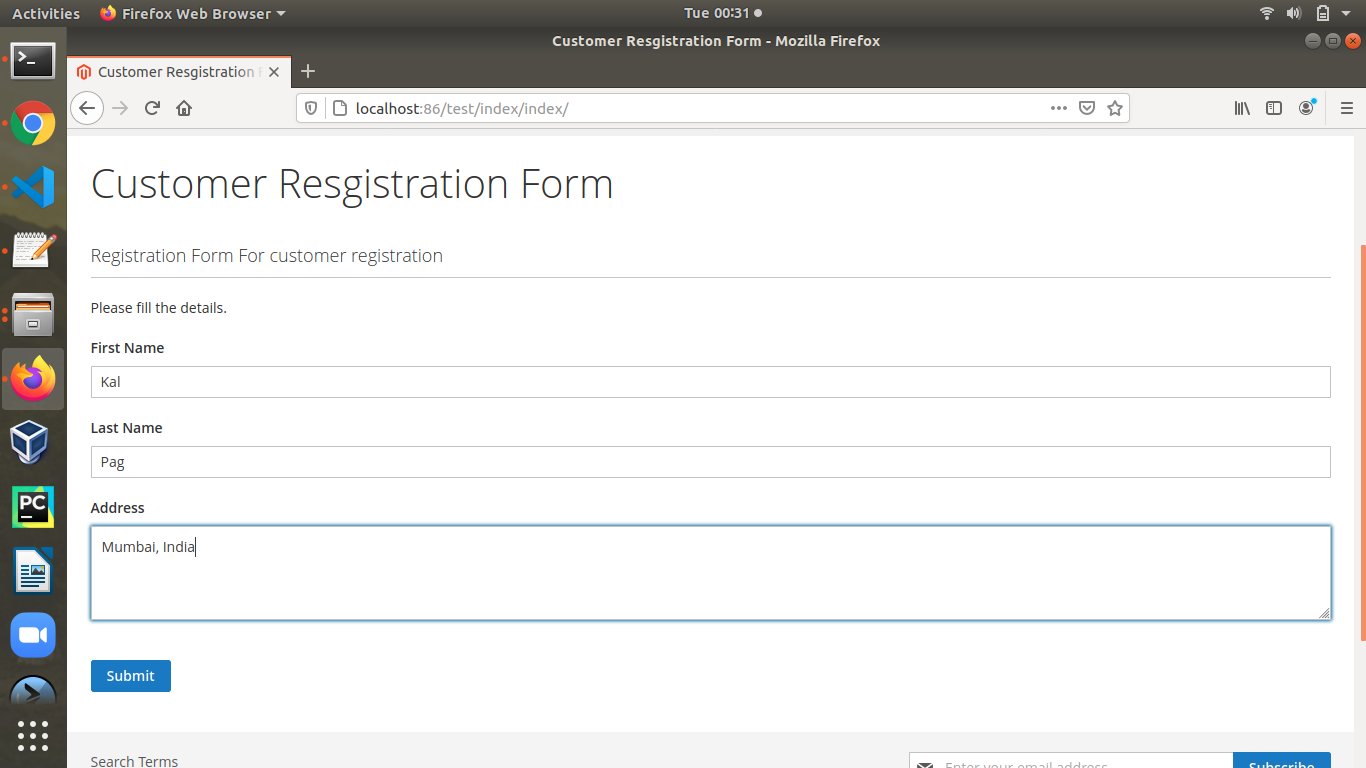 Activities Firefox Web Browser Tue 00:31
Customer Resgistration Form - Mozilla Firefox
Customer Resgistration F
localhost:86/test/index/index/
Customer Resgistration Form
Registration Form For customer registration
Please fill the details.
First Name
Kal
Last Name
Pag
Address
Mumbai, India
Submit
Search Terms
Enter your email address
Subscribe
PC